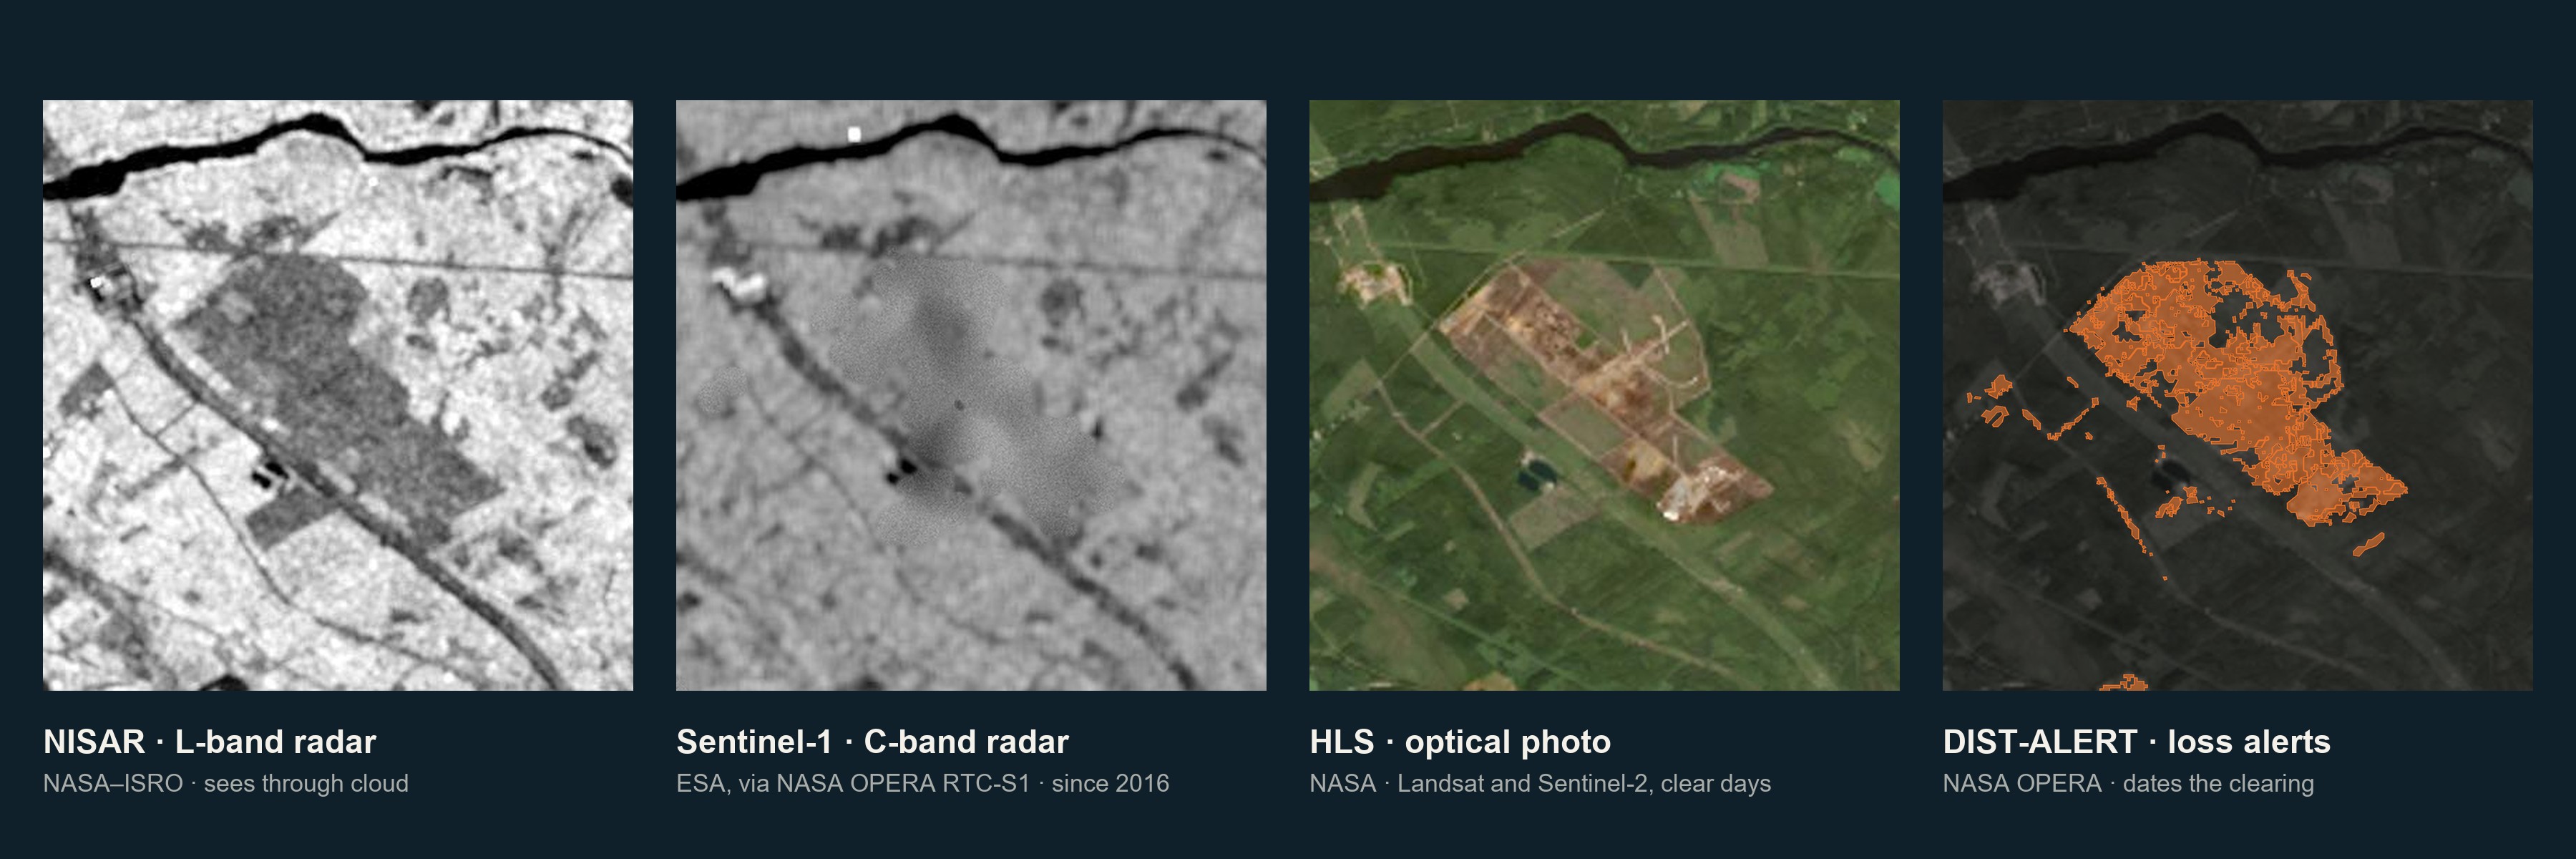 NISAR · L-band radar
NASA–ISRO · sees through cloud
Sentinel-1 · C-band radar
ESA, via NASA OPERA RTC-S1 · since 2016
HLS · optical photo
NASA · Landsat and Sentinel-2, clear days
DIST-ALERT · loss alerts
NASA OPERA · dates the clearing